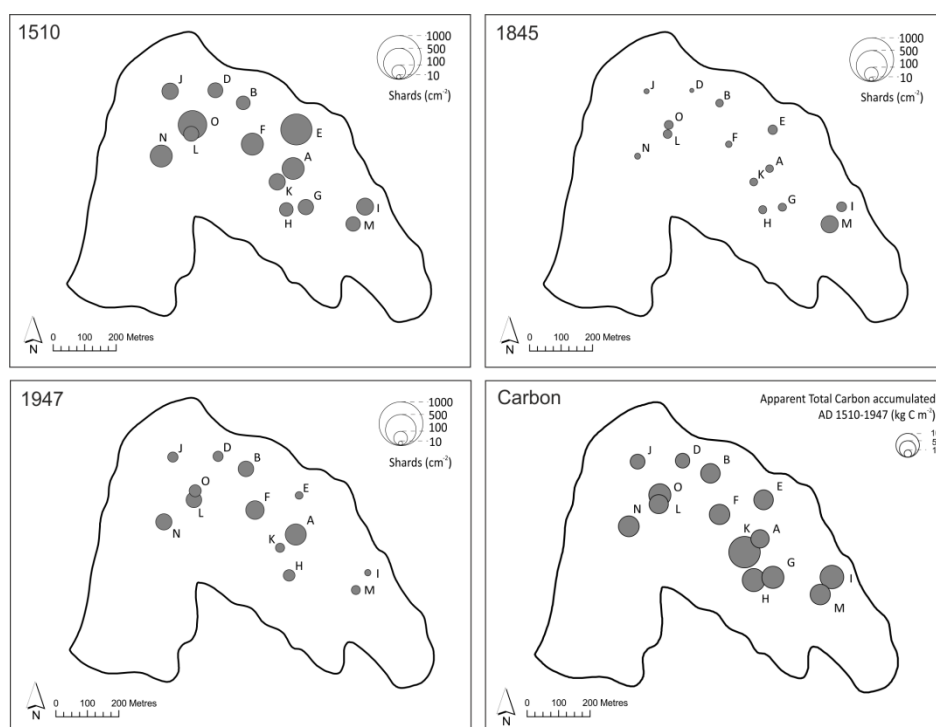 1510
1000
500
100
10
Shards (cm⁻²)
J
D
B
O
L
E
F
N
A
K
G
H
I
M
N
0 100 200 Metres
1845
1000
500
100
10
Shards (cm⁻²)
J
D
B
O
E
L
F
N
A
K
G
I
H
M
N
0 100 200 Metres
1947
1000
500
100
10
Shards (cm⁻²)
J
D
B
O
E
L
F
N
A
K
H
I
M
N
0 100 200 Metres
Carbon
Apparent Total Carbon accumulated
AD 1510-1947 (kg C m⁻²
J
D
B
O
E
L
F
N
K
A
G
I
H
M
N
0 100 200 Metres